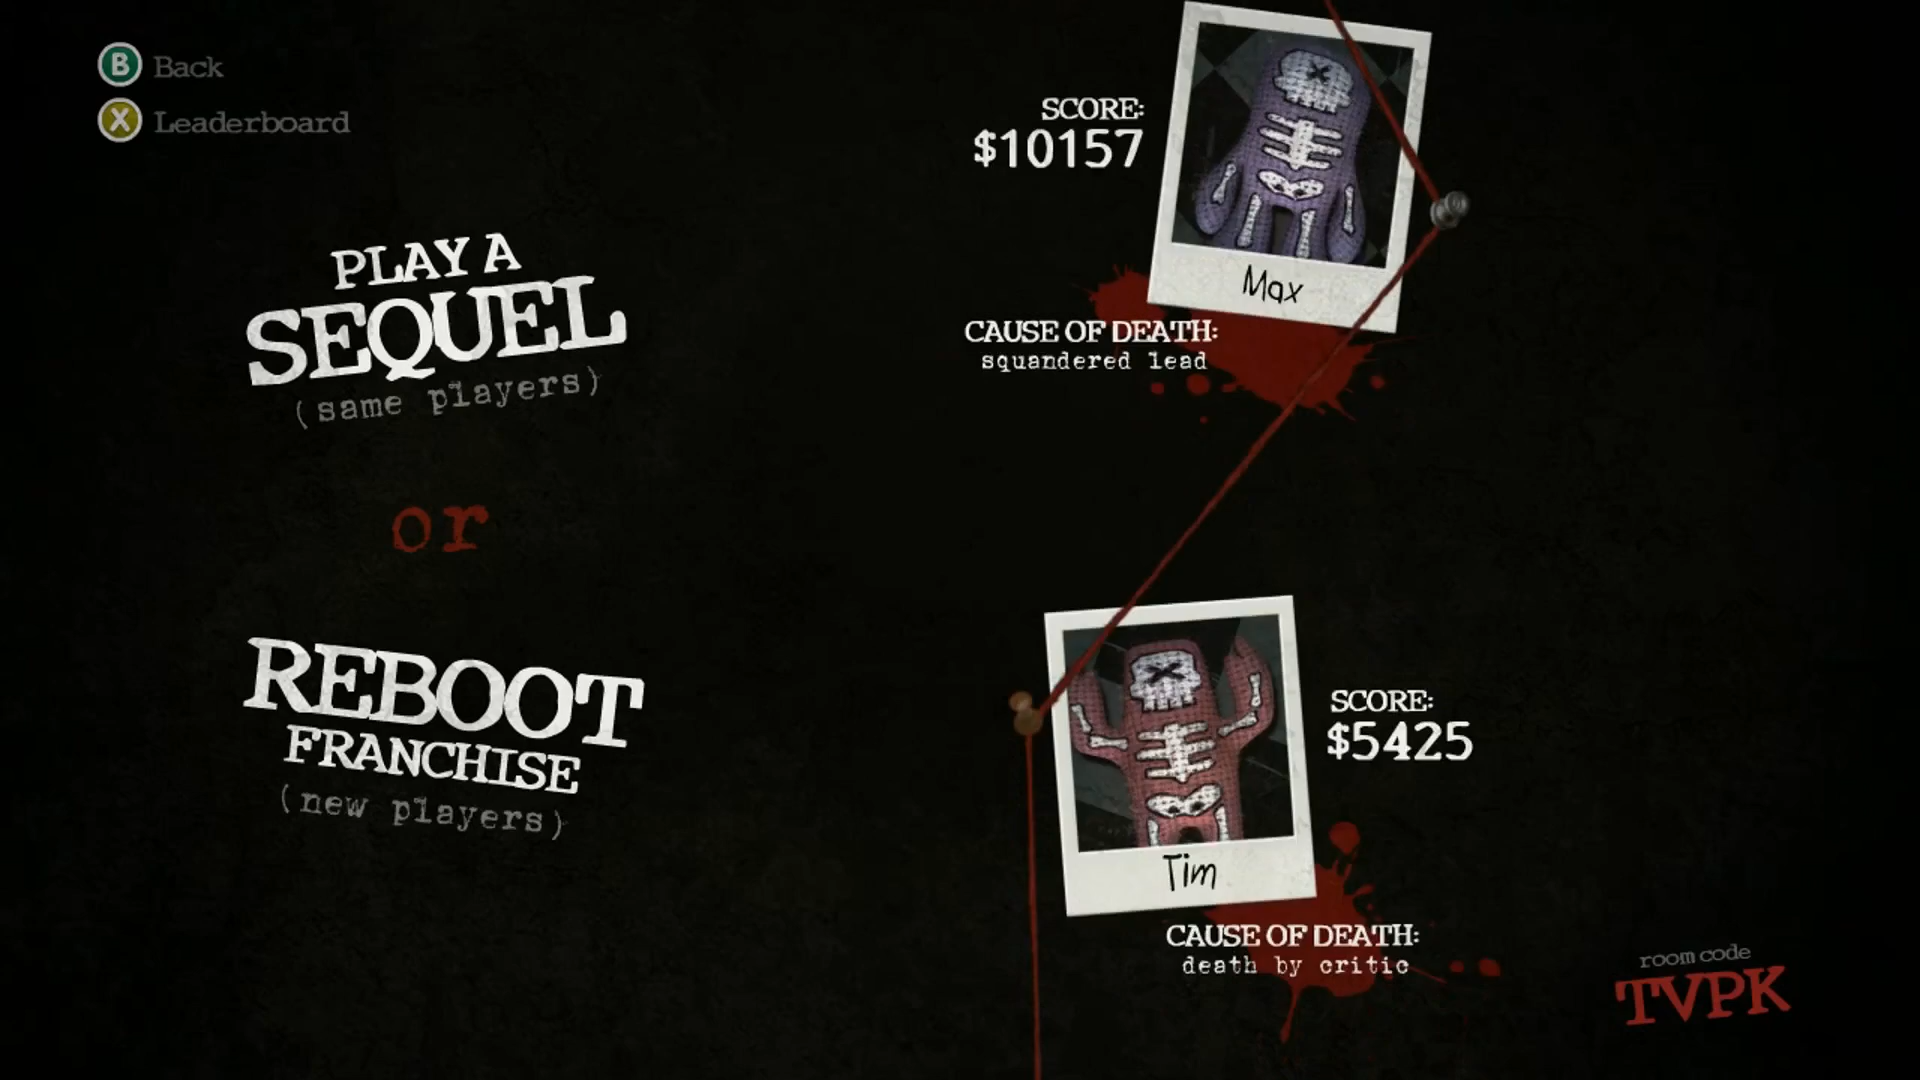 B Back
X Leaderboard
PLAY A
SEQUEL
(same players)
or
REBOOT
FRANCHISE
(new players)
SCORE:
$10157
Max
CAUSE OF DEATH:
squandered lead
SCORE:
$5425
Tim
CAUSE OF DEATH:
death by critic
room code
TVPK